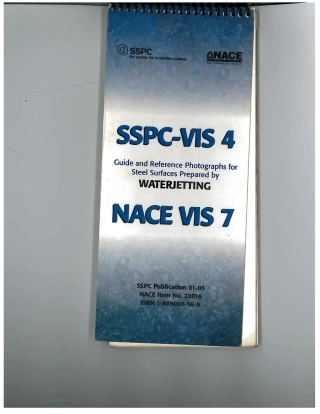 SSPC
NACE
SSPC-VIS 4
Guide and Reference Photographs for
Steel Surfaces Prepared by
WATERJETTING
NACE VIS 7
SSPC Publication 01-05
NACE Item No. 22016
ISBN